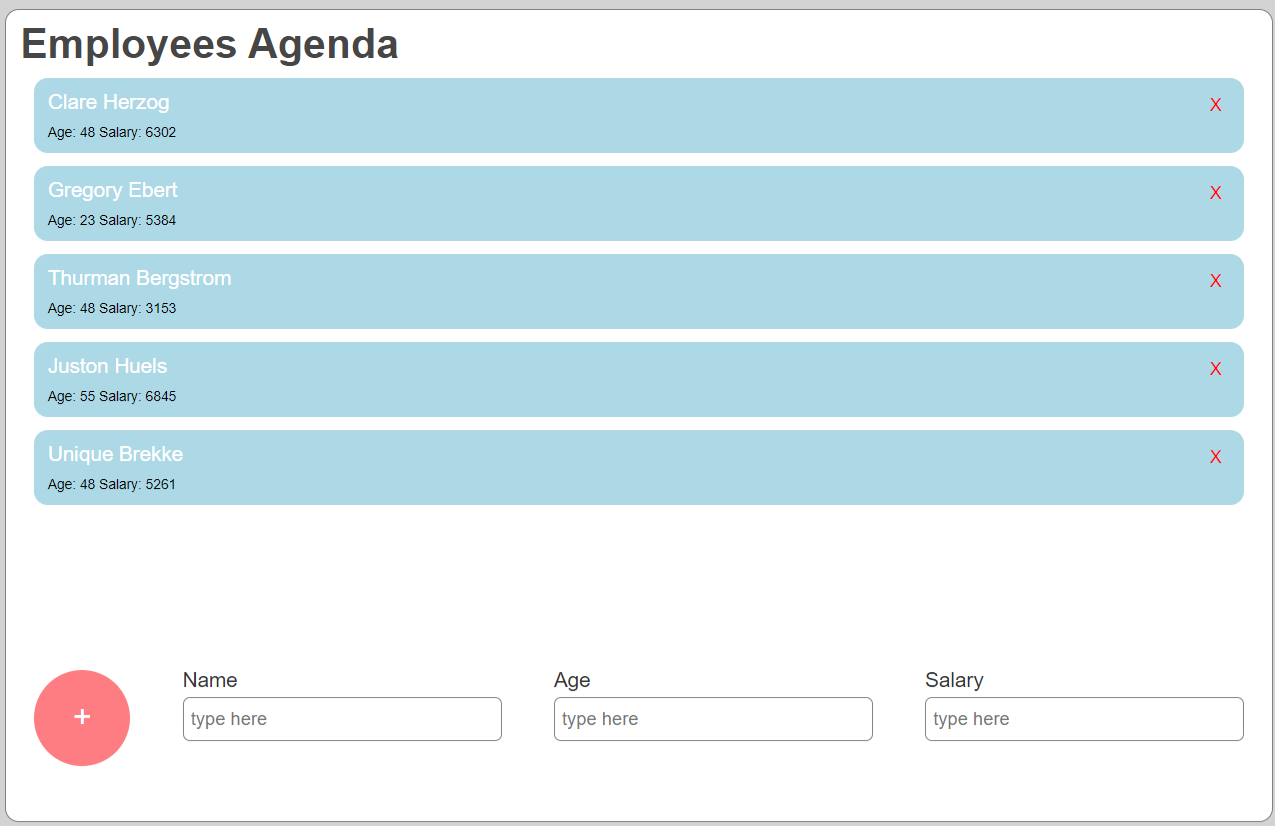 Employees Agenda
Clare Herzog
X
Age: 48 Salary: 6302
Gregory Ebert
X
Age: 23 Salary: 5384
Thurman Bergstrom
X
Age: 48 Salary: 3153
Juston Huels
X
Age: 55 Salary: 6845
Unique Brekke
X
Age: 48 Salary: 5261
+
Name
Age
Salary
type here
type here
type here